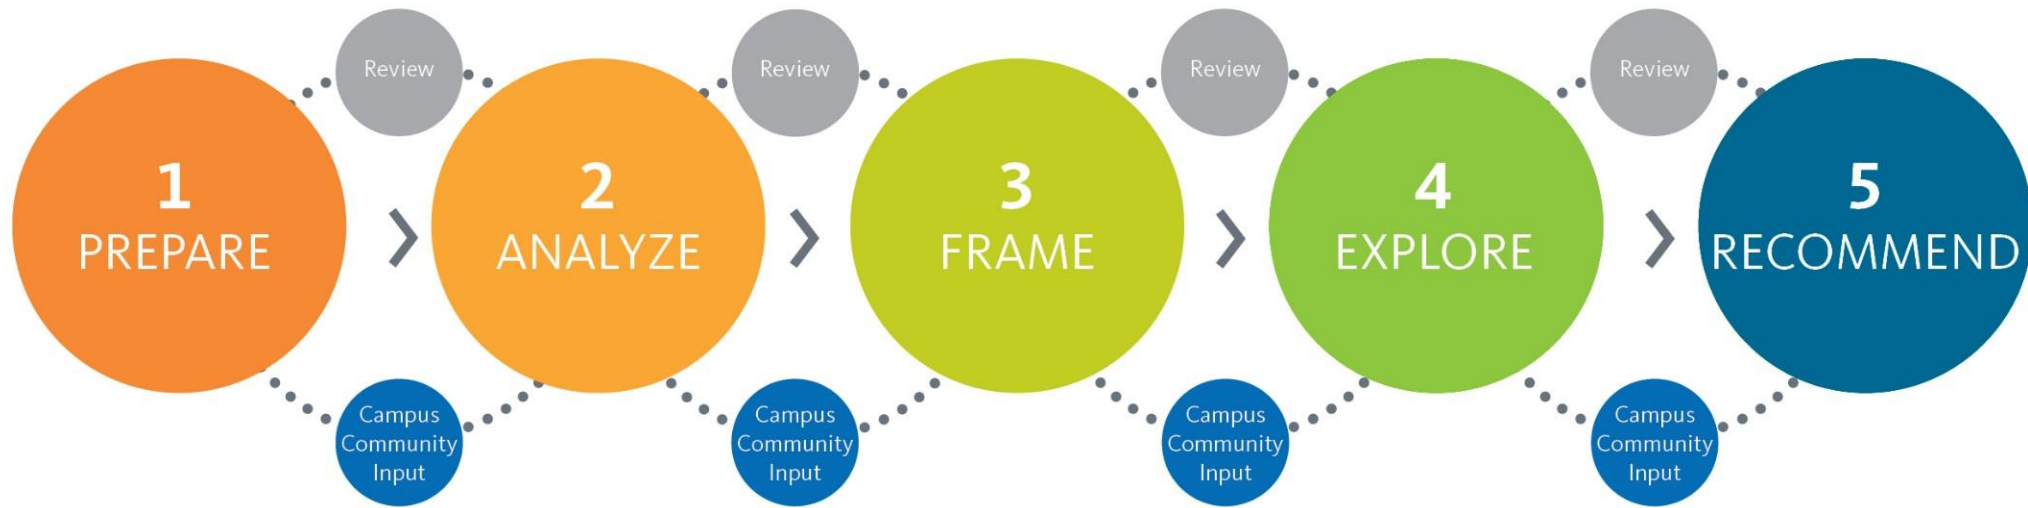 Review
Review
Review
Review
1
PREPARE
2
ANALYZE
3
FRAME
4
EXPLORE
5
RECOMMEND
Campus
Community
Input
Campus
Community
Input
Campus
Community
Input
Campus
Community
Input